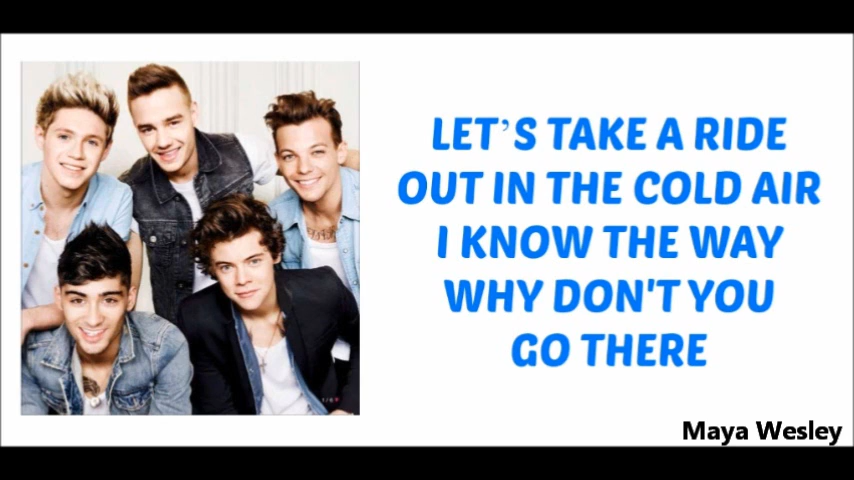 LET’S TAKE A RIDE
OUT IN THE COLD AIR
I KNOW THE WAY
WHY DON'T YOU
GO THERE
Maya Wesley